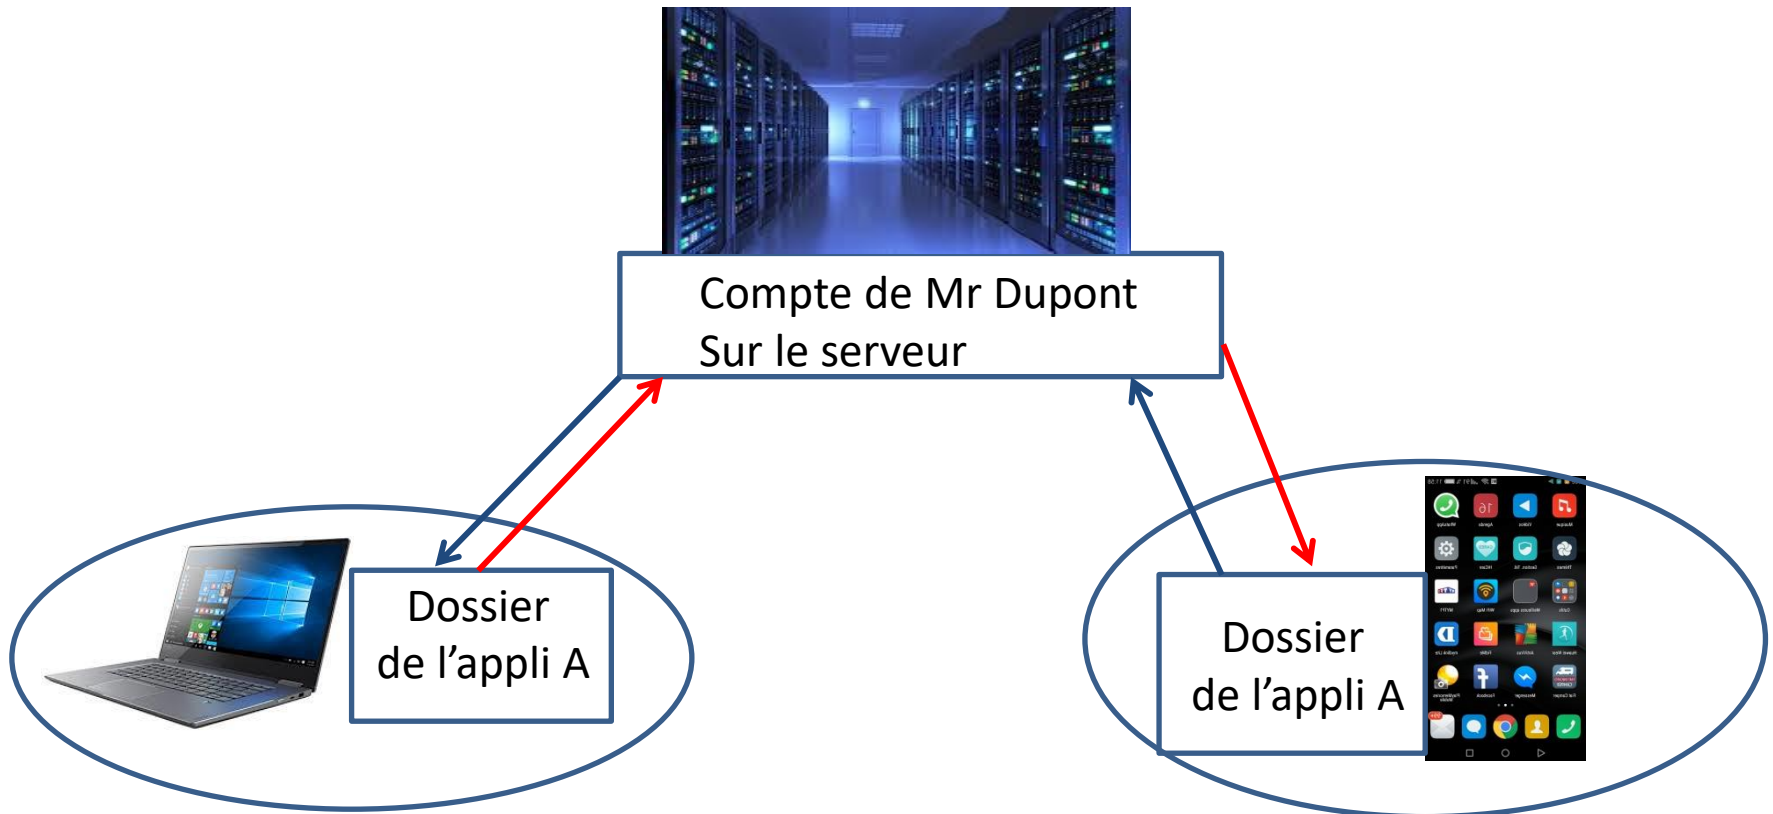 Compte de Mr Dupont
Sur le serveur
Dossier
de l'appli A
Dossier
de l'appli A